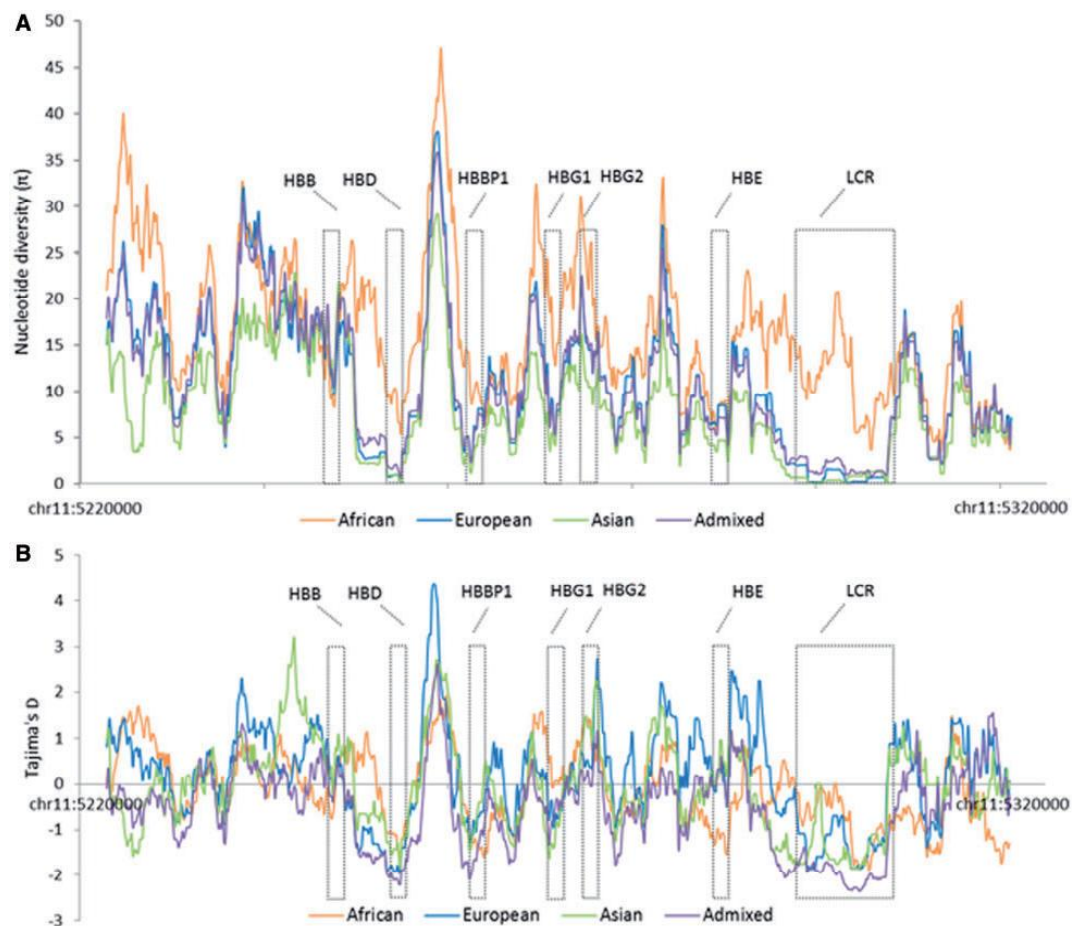 A
Nucleotide diversity (π)
50
45
40
35
30
25
20
15
10
5
0
HBB
HBD
HBBP1
HBG1
HBG2
HBE
LCR
chr11:5220000
chr11:5320000
African
European
Asian
Admixed
B
Tajima's D
5
4
3
2
1
0
-1
-2
-3
HBB
HBD
HBBP1
HBG1
HBG2
HBE
LCR
chr11:5220000
chr11:5320000
African
European
Asian
Admixed